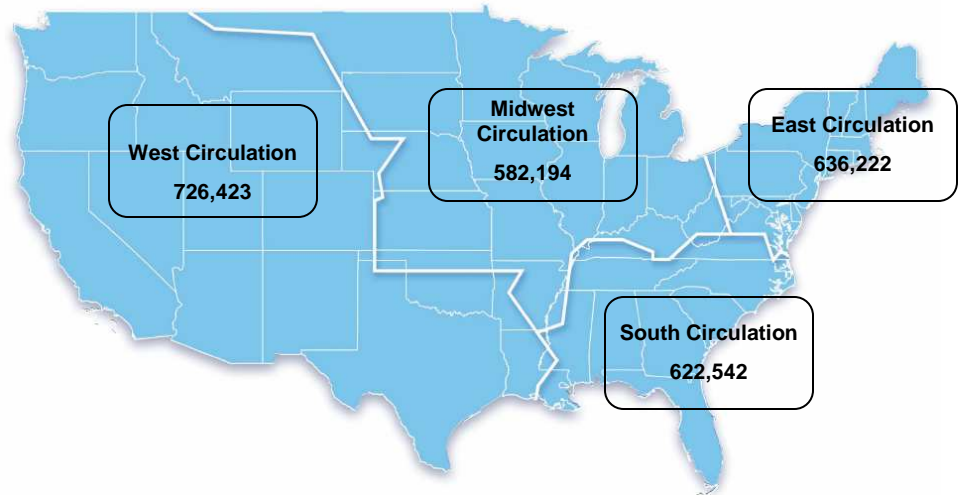 West Circulation
726,423
Midwest
Circulation
582,194
East Circulation
636,222
South Circulation
622,542